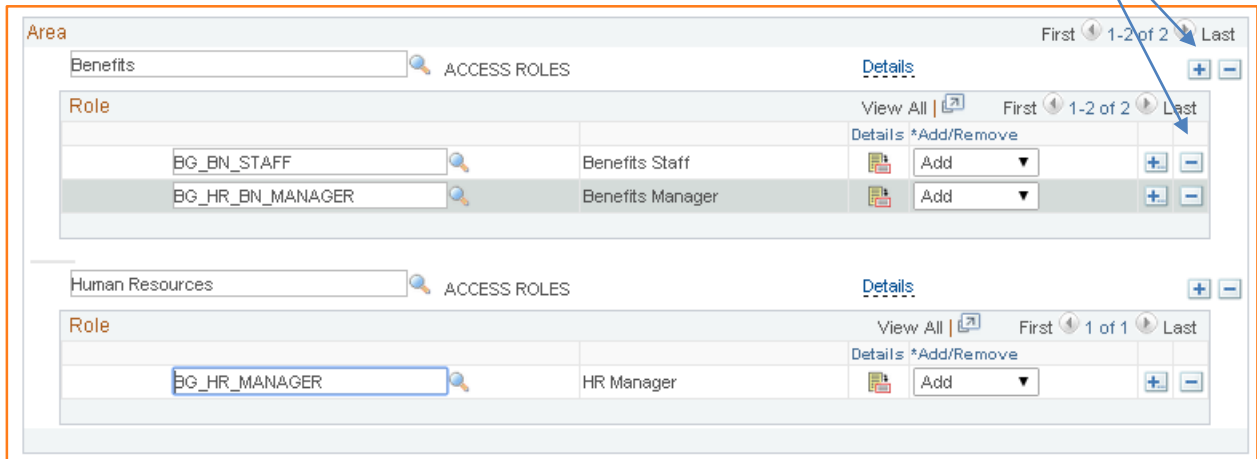 Area First 1-2 of 2 Last
Benefits ACCESS ROLES Details
Role View All | First 1-2 of 2 Last
Details *Add/Remove
BG_BN_STAFF Benefits Staff Add
BG_HR_BN_MANAGER Benefits Manager Add
Human Resources ACCESS ROLES Details
Role View All | First 1 of 1 Last
Details *Add/Remove
BG_HR_MANAGER HR Manager Add